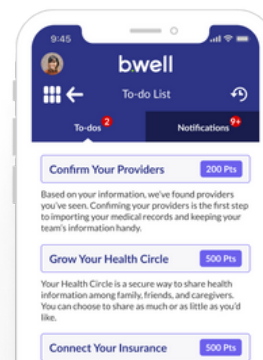 9:45
b.well
To-do List
To-dos 2
Notifications 9+
Confirm Your Providers 200 Pts
Based on your information, we've found providers
you've seen. Confiming your providers is the first step
to importing your medical records and keeping your
team's information handy.
Grow Your Health Circle 500 Pts
Your Health Circle is a secure way to share health
information among family, friends, and caregivers.
You can choose to share as much or as little as you'd
like.
Connect Your Insurance 500 Pts